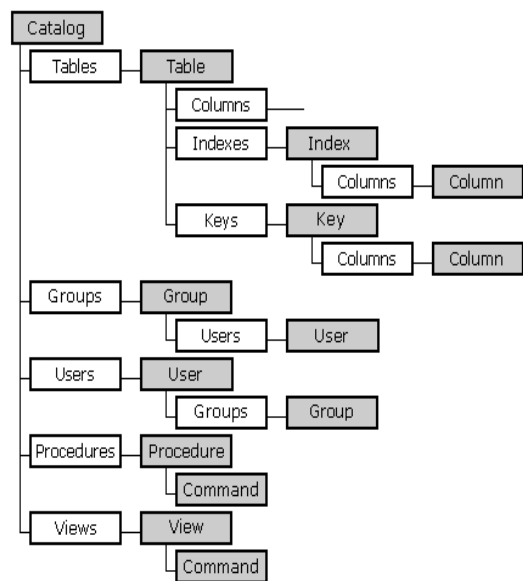 Catalog
Tables Table
Columns
Indexes Index
Columns Column
Keys Key
Columns Column
Groups Group
Users User
Users User
Groups Group
Procedures Procedure
Command
Views View
Command